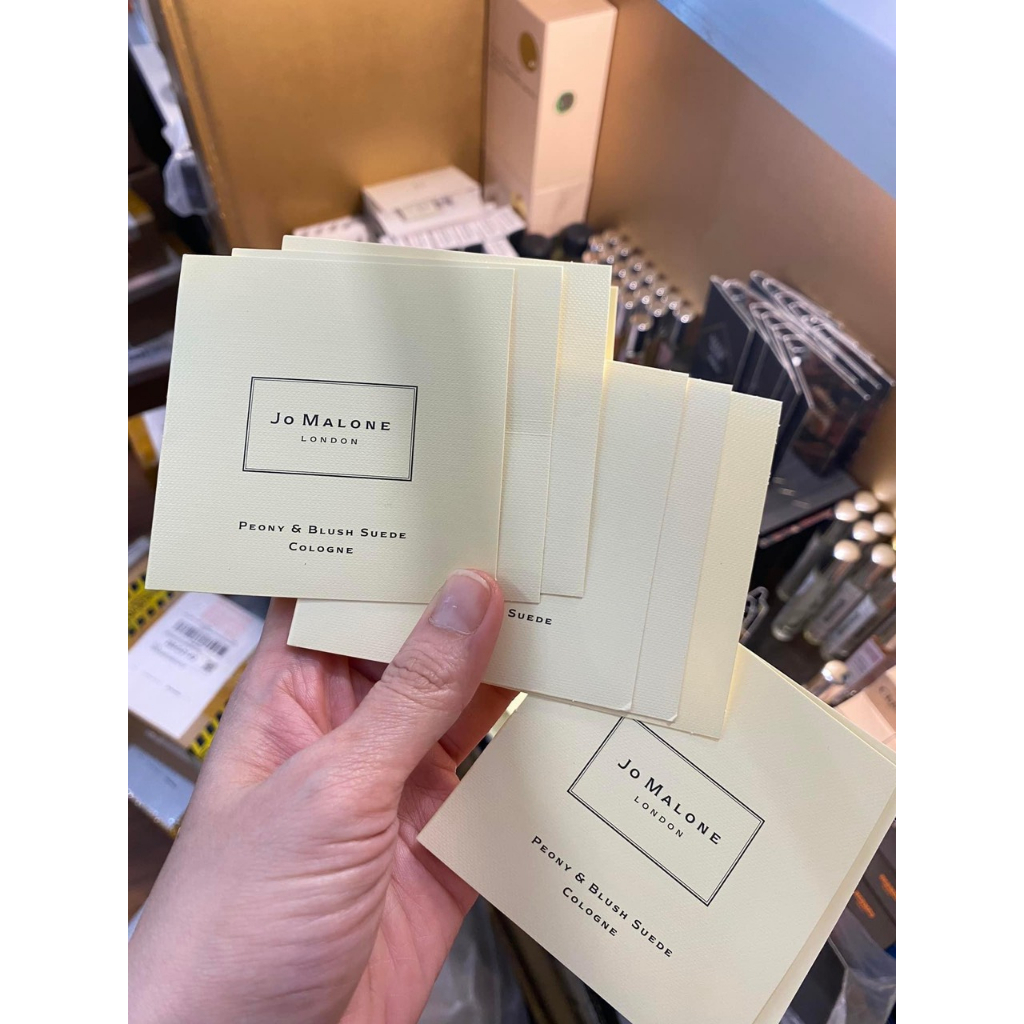 Jo Malone
London
Peony & Blush Suede
Cologne
Suede
Jo Malone
London
Peony & Blush Suede
Cologne